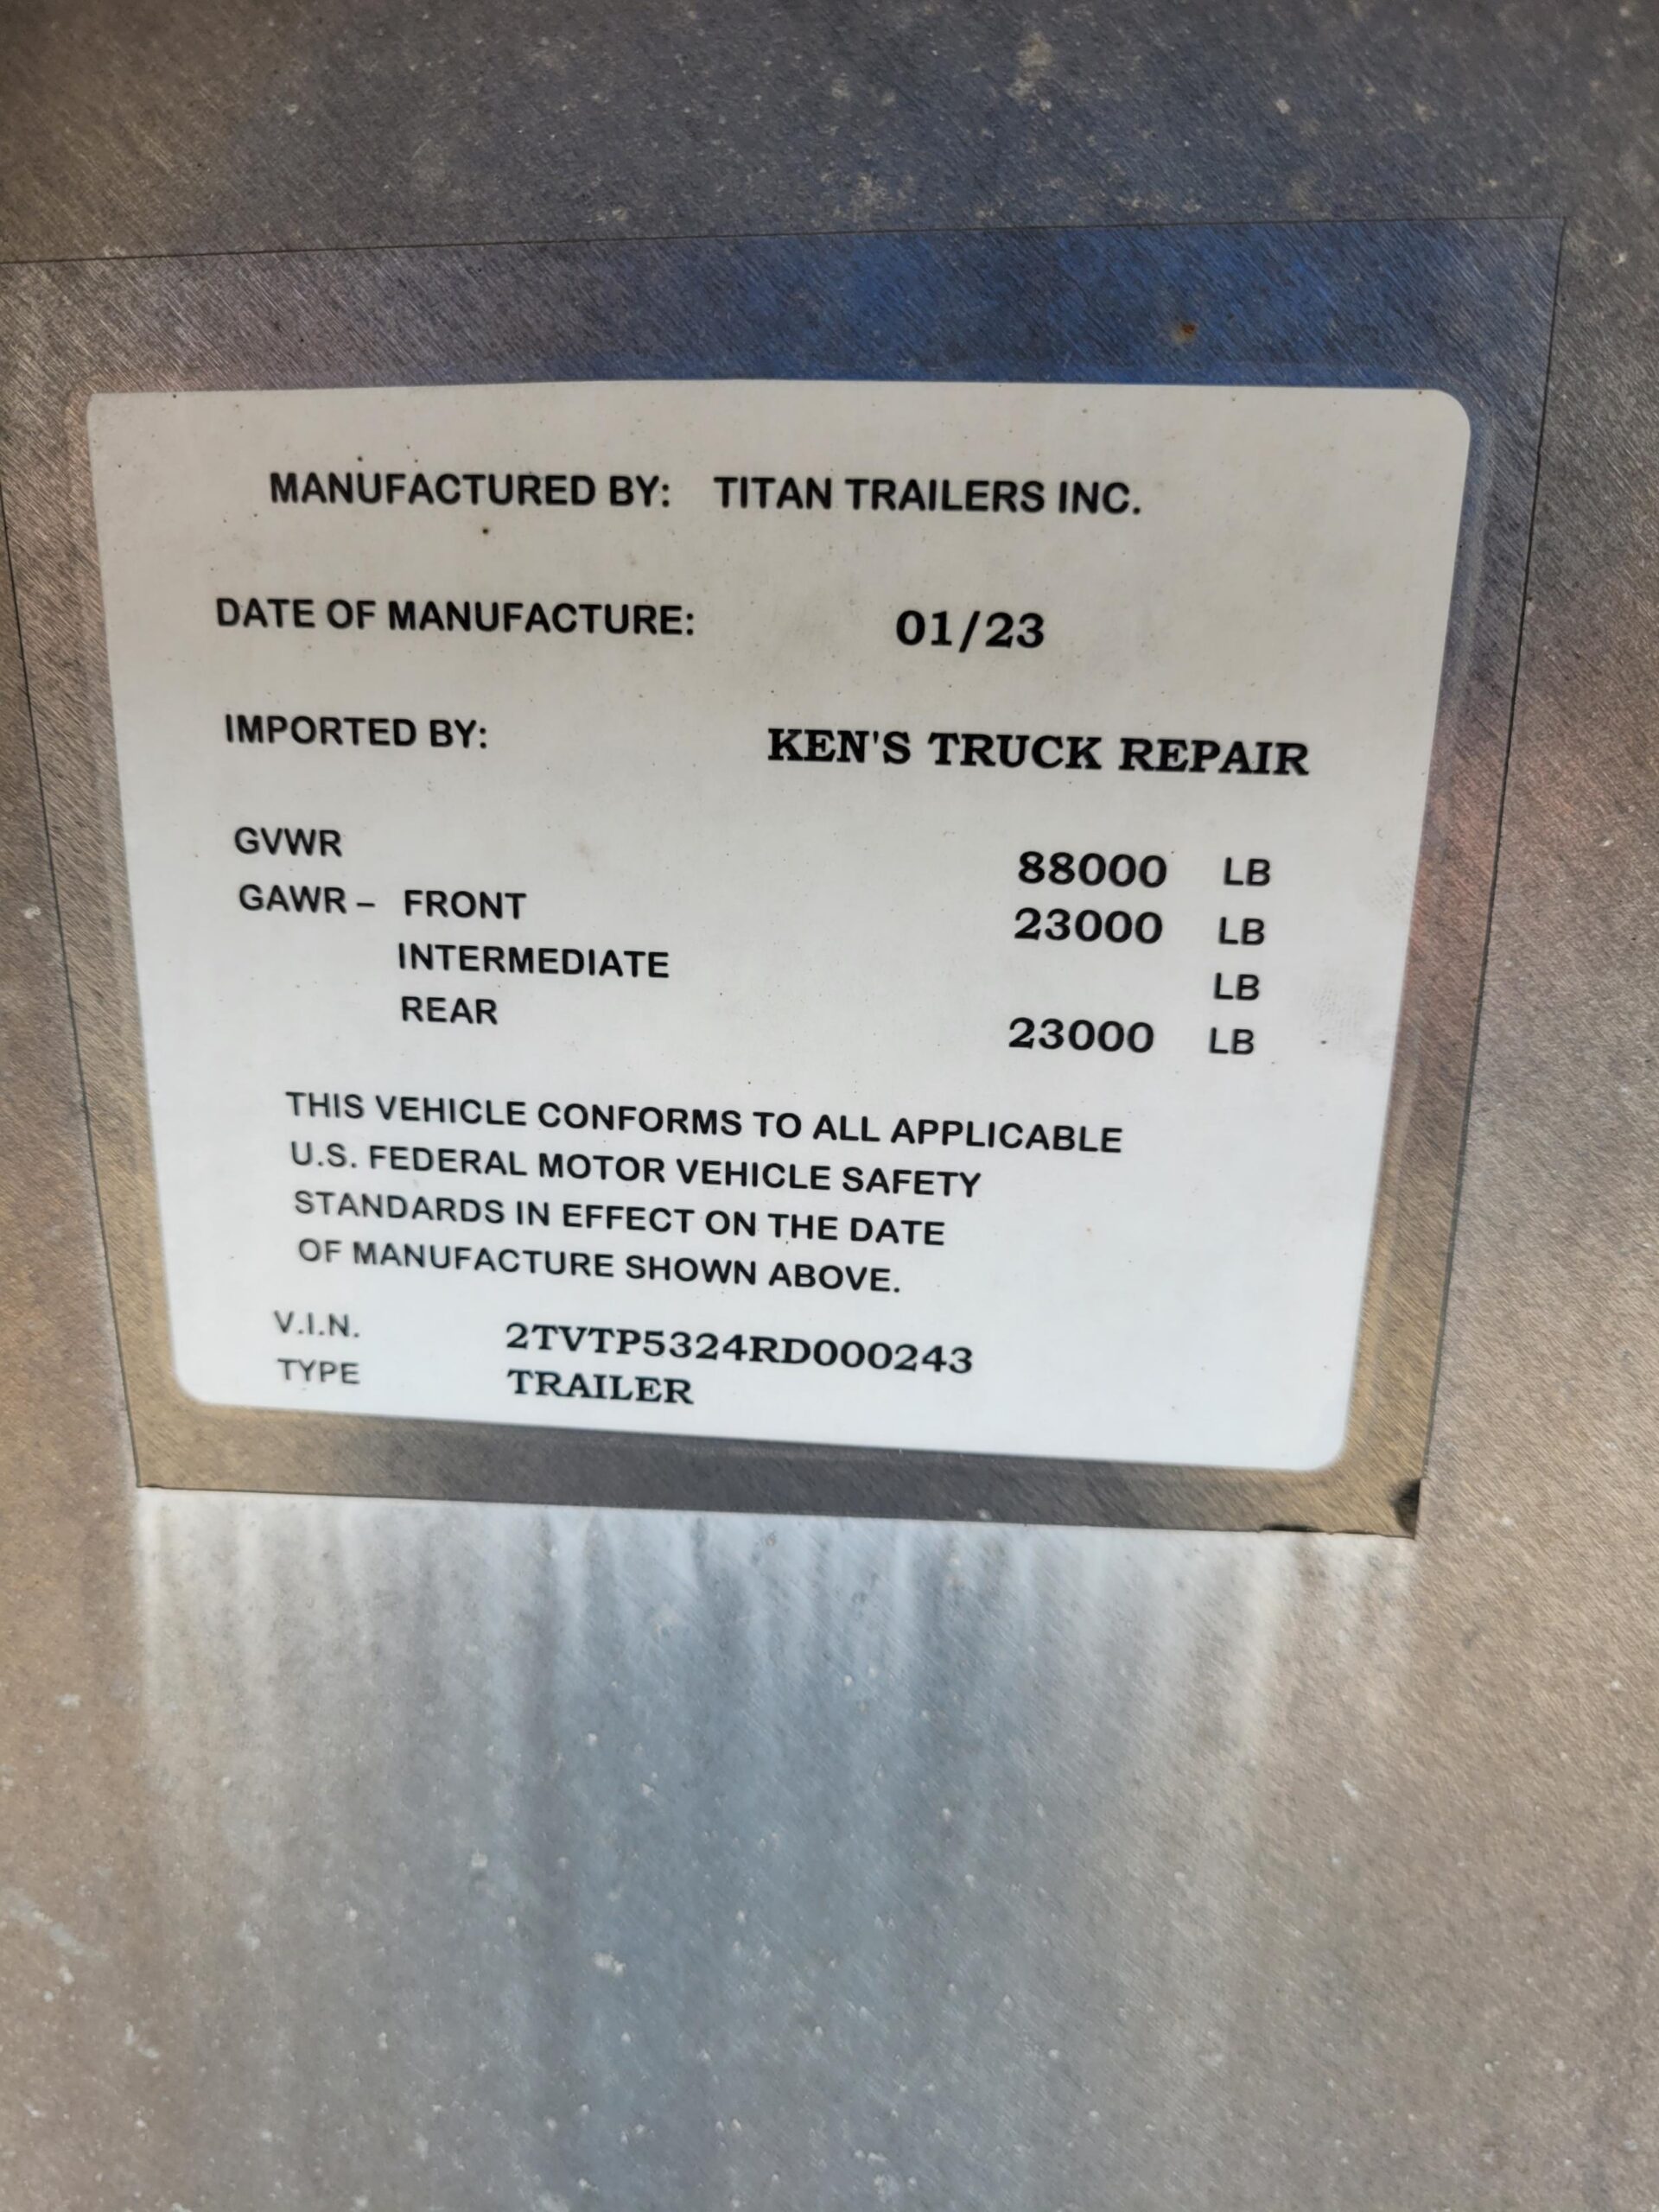 MANUFACTURED BY: TITAN TRAILERS INC.
DATE OF MANUFACTURE: 01/23
IMPORTED BY: KEN'S TRUCK REPAIR
GVWR 88000 LB
GAWR – FRONT 23000 LB
INTERMEDIATE LB
REAR 23000 LB
THIS VEHICLE CONFORMS TO ALL APPLICABLE
U.S. FEDERAL MOTOR VEHICLE SAFETY
STANDARDS IN EFFECT ON THE DATE
OF MANUFACTURE SHOWN ABOVE.
V.I.N. 2TVTP5324RD000243
TYPE TRAILER